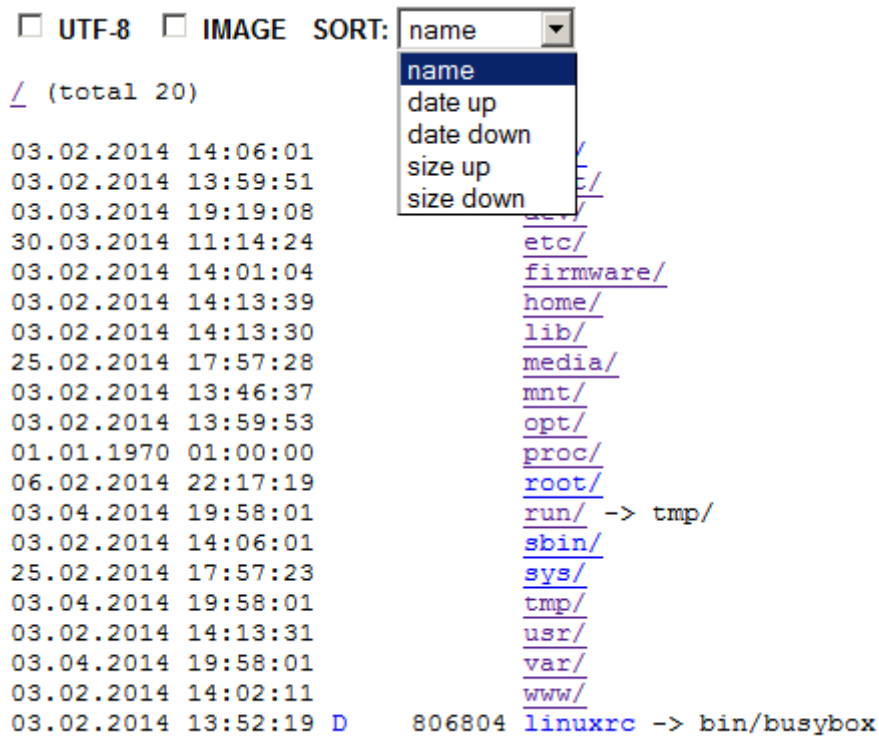 UTF-8 IMAGE SORT: name
name
date up
date down
size up
size down
/ (total 20)
03.02.2014 14:06:01 /
03.02.2014 13:59:51 t/
03.03.2014 19:19:08 dev/
30.03.2014 11:14:24 etc/
03.02.2014 14:01:04 firmware/
03.02.2014 14:13:39 home/
03.02.2014 14:13:30 lib/
25.02.2014 17:57:28 media/
03.02.2014 13:46:37 mnt/
03.02.2014 13:59:53 opt/
01.01.1970 01:00:00 proc/
06.02.2014 22:17:19 root/
03.04.2014 19:58:01 run/ -> tmp/
03.02.2014 14:06:01 sbin/
25.02.2014 17:57:23 sys/
03.04.2014 19:58:01 tmp/
03.02.2014 14:13:31 usr/
03.04.2014 19:58:01 var/
03.02.2014 14:02:11 www/
03.02.2014 13:52:19 D 806804 linuxrc -> bin/busybox